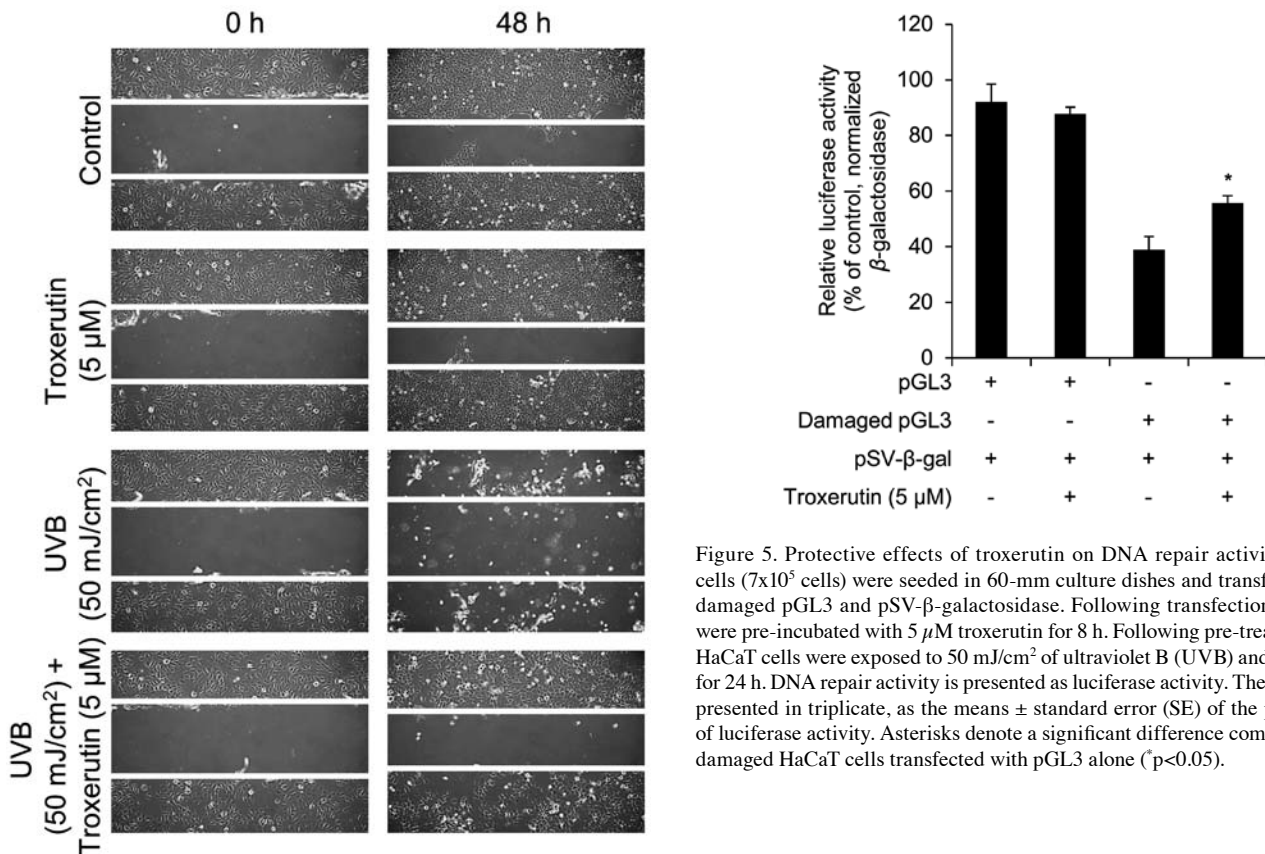 0 h
48 h
Control
Troxerutin
(5 μM)
UVB
(50 mJ/cm²)
UVB
(50 mJ/cm²) +
Troxerutin (5 μM)
Relative luciferase activity
(% of control, normalized
β-galactosidase)
120
100
80
60
40
20
0
*
pGL3 + + - -
Damaged pGL3 - - + +
pSV-β-gal + + + +
Troxerutin (5 μM) - + - +
Figure 5. Protective effects of troxerutin on DNA repair activi
cells (7x10⁵ cells) were seeded in 60-mm culture dishes and transf
damaged pGL3 and pSV-β-galactosidase. Following transfection
were pre-incubated with 5 μM troxerutin for 8 h. Following pre-trea
HaCaT cells were exposed to 50 mJ/cm² of ultraviolet B (UVB) and
for 24 h. DNA repair activity is presented as luciferase activity. The
presented in triplicate, as the means ± standard error (SE) of the
of luciferase activity. Asterisks denote a significant difference com
damaged HaCaT cells transfected with pGL3 alone (*p<0.05).